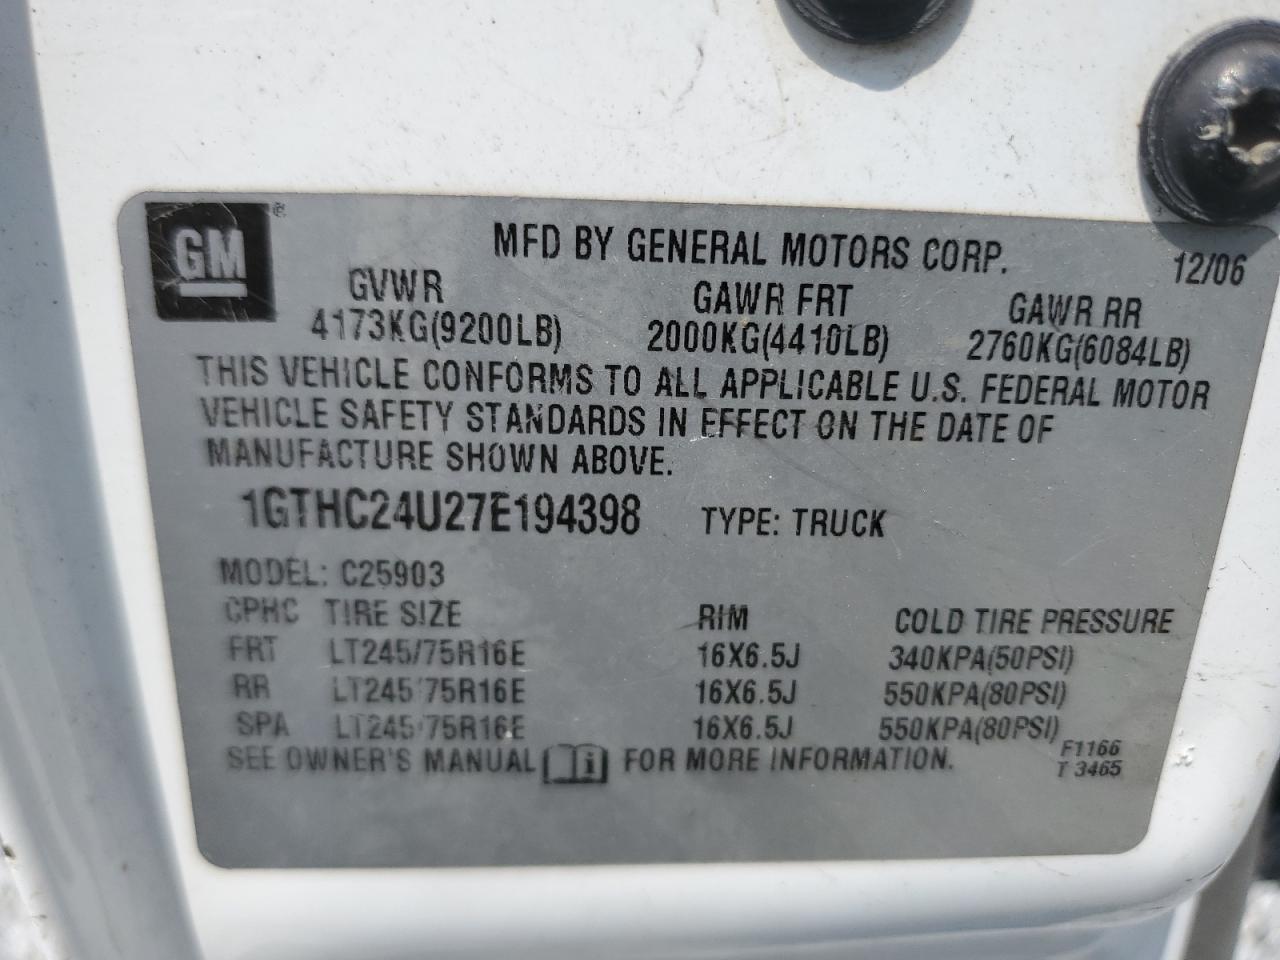 GM ®
MFD BY GENERAL MOTORS CORP. 12/06
GVWR GAWR FRT GAWR RR
4173KG(9200LB) 2000KG(4410LB) 2760KG(6084LB)
THIS VEHICLE CONFORMS TO ALL APPLICABLE U.S. FEDERAL MOTOR
VEHICLE SAFETY STANDARDS IN EFFECT ON THE DATE OF
MANUFACTURE SHOWN ABOVE.
1GTHC24U27E194398 TYPE: TRUCK
MODEL: C25903
CPHC TIRE SIZE RIM COLD TIRE PRESSURE
FRT LT245/75R16E 16X6.5J 340KPA(50PSI)
RR LT245/75R16E 16X6.5J 550KPA(80PSI)
SPA LT245/75R16E 16X6.5J 550KPA(80PSI)
SEE OWNER'S MANUAL i FOR MORE INFORMATION. F1166
T 3465